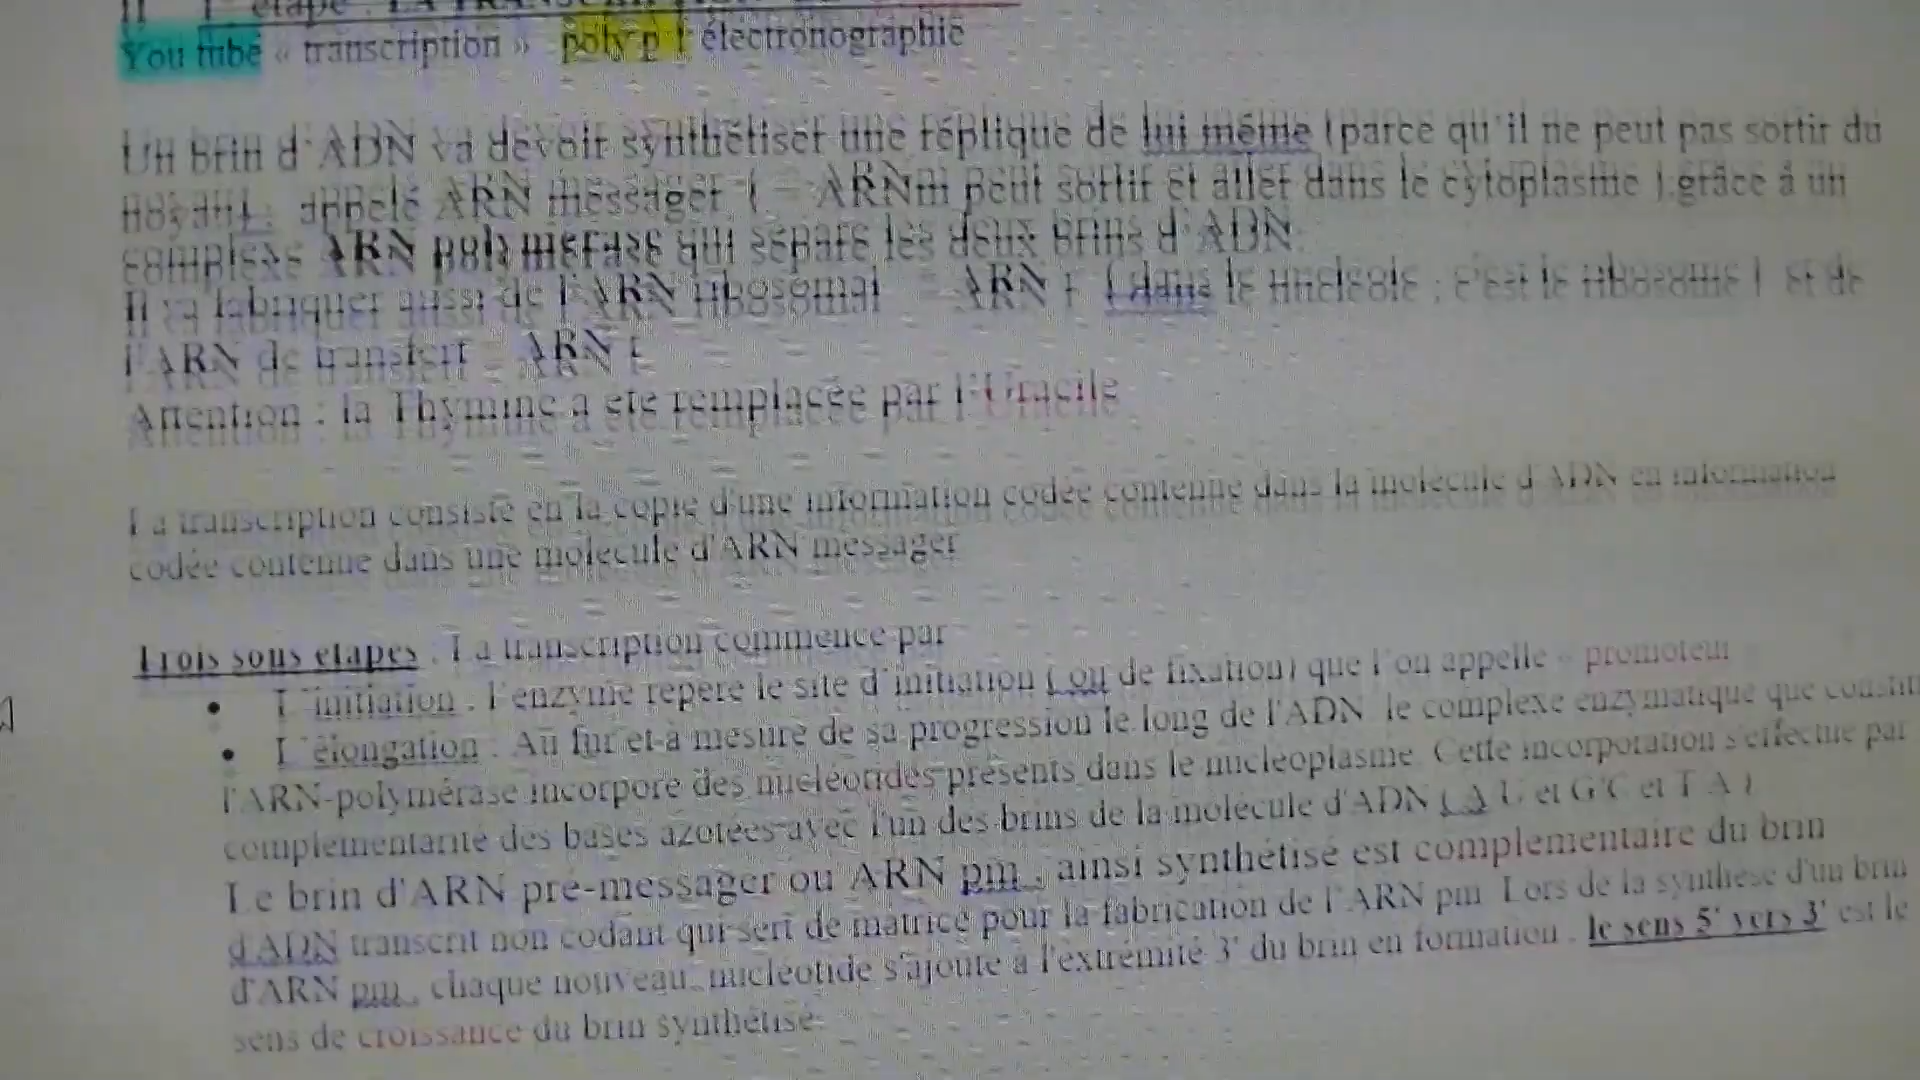 II 1° étape : LA TRANSCRIPTION
You tube « transcription » poly p 1 électronographie
Un brin d'ADN va devoir synthétiser une réplique de lui même (parce qu'il ne peut pas sortir du
noyau), appelé ARN messager ( = ARNm peut sortir et aller dans le cytoplasme ).grâce à un
complexe ARN polymérase qui sépare les deux brins d'ADN.
Il va fabriquer aussi de l'ARN ribosomal = ARN r ( dans le nucléole ; c'est le ribosome ) et de
l'ARN de transfert = ARN t
Attention : la Thymine a été remplacée par l'Uracile
La transcription consiste en la copie d'une information codée contenue dans la molécule d'ADN en information
codée contenue dans une molécule d'ARN messager
Trois sous étapes : La transcription commence par
• L'initiation : l'enzyme repère le site d'initiation ( ou de fixation) que l'on appelle « promoteur
• L'élongation : Au fur et à mesure de sa progression le long de l'ADN le complexe enzymatique que constit
l'ARN-polymérase incorpore des nucléotides présents dans le nucléoplasme. Cette incorporation s'effectue par
complémentarité des bases azotées avec l'un des brins de la molécule d'ADN ( A U et G C et T A )
Le brin d'ARN pré-messager ou ARN pm , ainsi synthétisé est complémentaire du brin
d'ADN transcrit non codant qui sert de matrice pour la fabrication de l'ARN pm Lors de la synthèse d'un brin
d'ARN pm , chaque nouveau nucléotide s'ajoute à l'extrémité 3' du brin en formation : le sens 5' vers 3' est le
sens de croissance du brin synthétisé